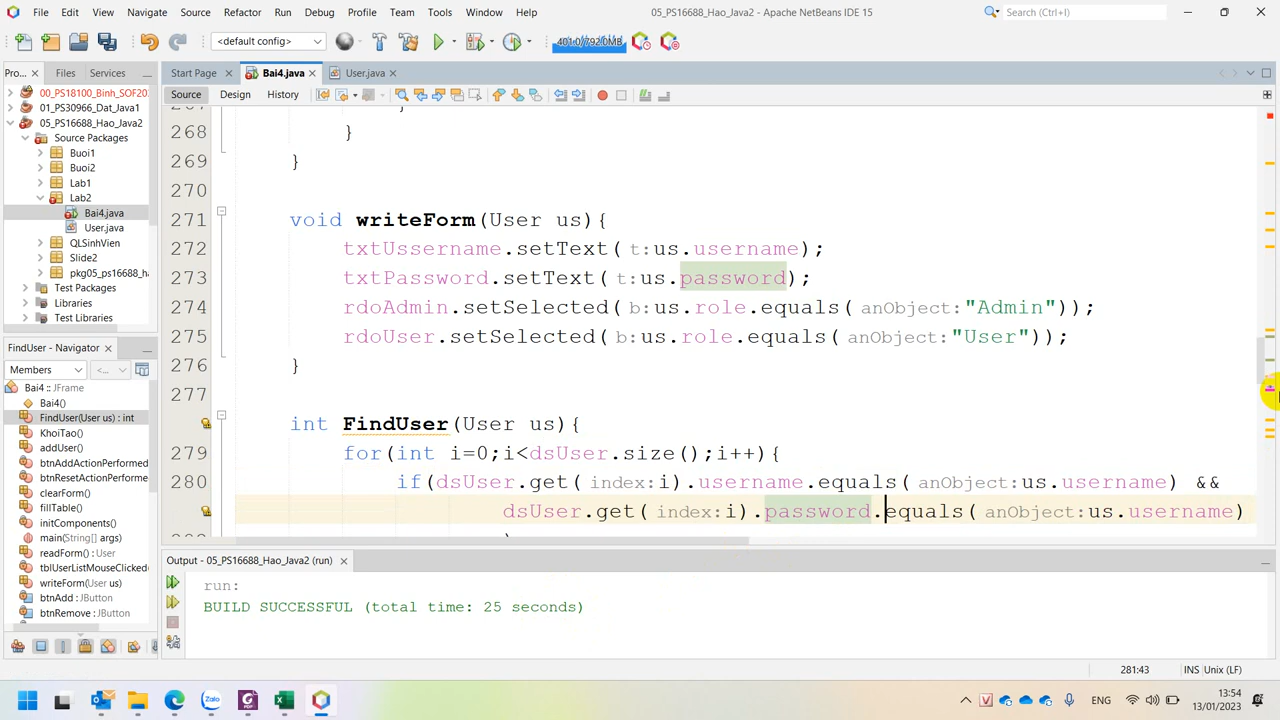 File Edit View Navigate Source Refactor Run Debug Profile Team Tools Window Help 05_PS16688_Hao_Java2 - Apache NetBeans IDE 15 Search (Ctrl+I)
<default config> 401.0/792.0MB
Pro... Files Services Start Page Bai4.java User.java
Source Design History
00_PS18100_Binh_SOF20
01_PS30966_Dat_Java1
05_PS16688_Hao_Java2
Source Packages
Buoi1
Buoi2
Lab1
Lab2
Bai4.java
User.java
QLSinhVien
Slide2
pkg05_ps16688_ha
Test Packages
Libraries
Test Libraries
268 }
269 }
270
271 void writeForm(User us){
272 txtUssername.setText( t:us.username);
273 txtPassword.setText( t:us.password);
274 rdoAdmin.setSelected( b:us.role.equals( anObject:"Admin"));
275 rdoUser.setSelected( b:us.role.equals( anObject:"User"));
276 }
277
int FindUser(User us){
279 for(int i=0;i<dsUser.size();i++){
280 if(dsUser.get( index:i).username.equals( anObject:us.username) &&
dsUser.get( index:i).password.equals( anObject:us.username)
FindUser - Navigator
Members <...
Bai4 :: JFrame
Bai4()
FindUser(User us) : int
KhoiTao()
addUser()
btnAddActionPerformed
btnResetActionPerforme
clearForm()
fillTable()
initComponents()
main(String[] args)
readForm() : User
tblUserListMouseClicked
writeForm(User us)
btnAdd : JButton
btnRemove : JButton
Output - 05_PS16688_Hao_Java2 (run)
run:
BUILD SUCCESSFUL (total time: 25 seconds)
281:43 INS Unix (LF)
Zalo ENG 13:54
13/01/2023